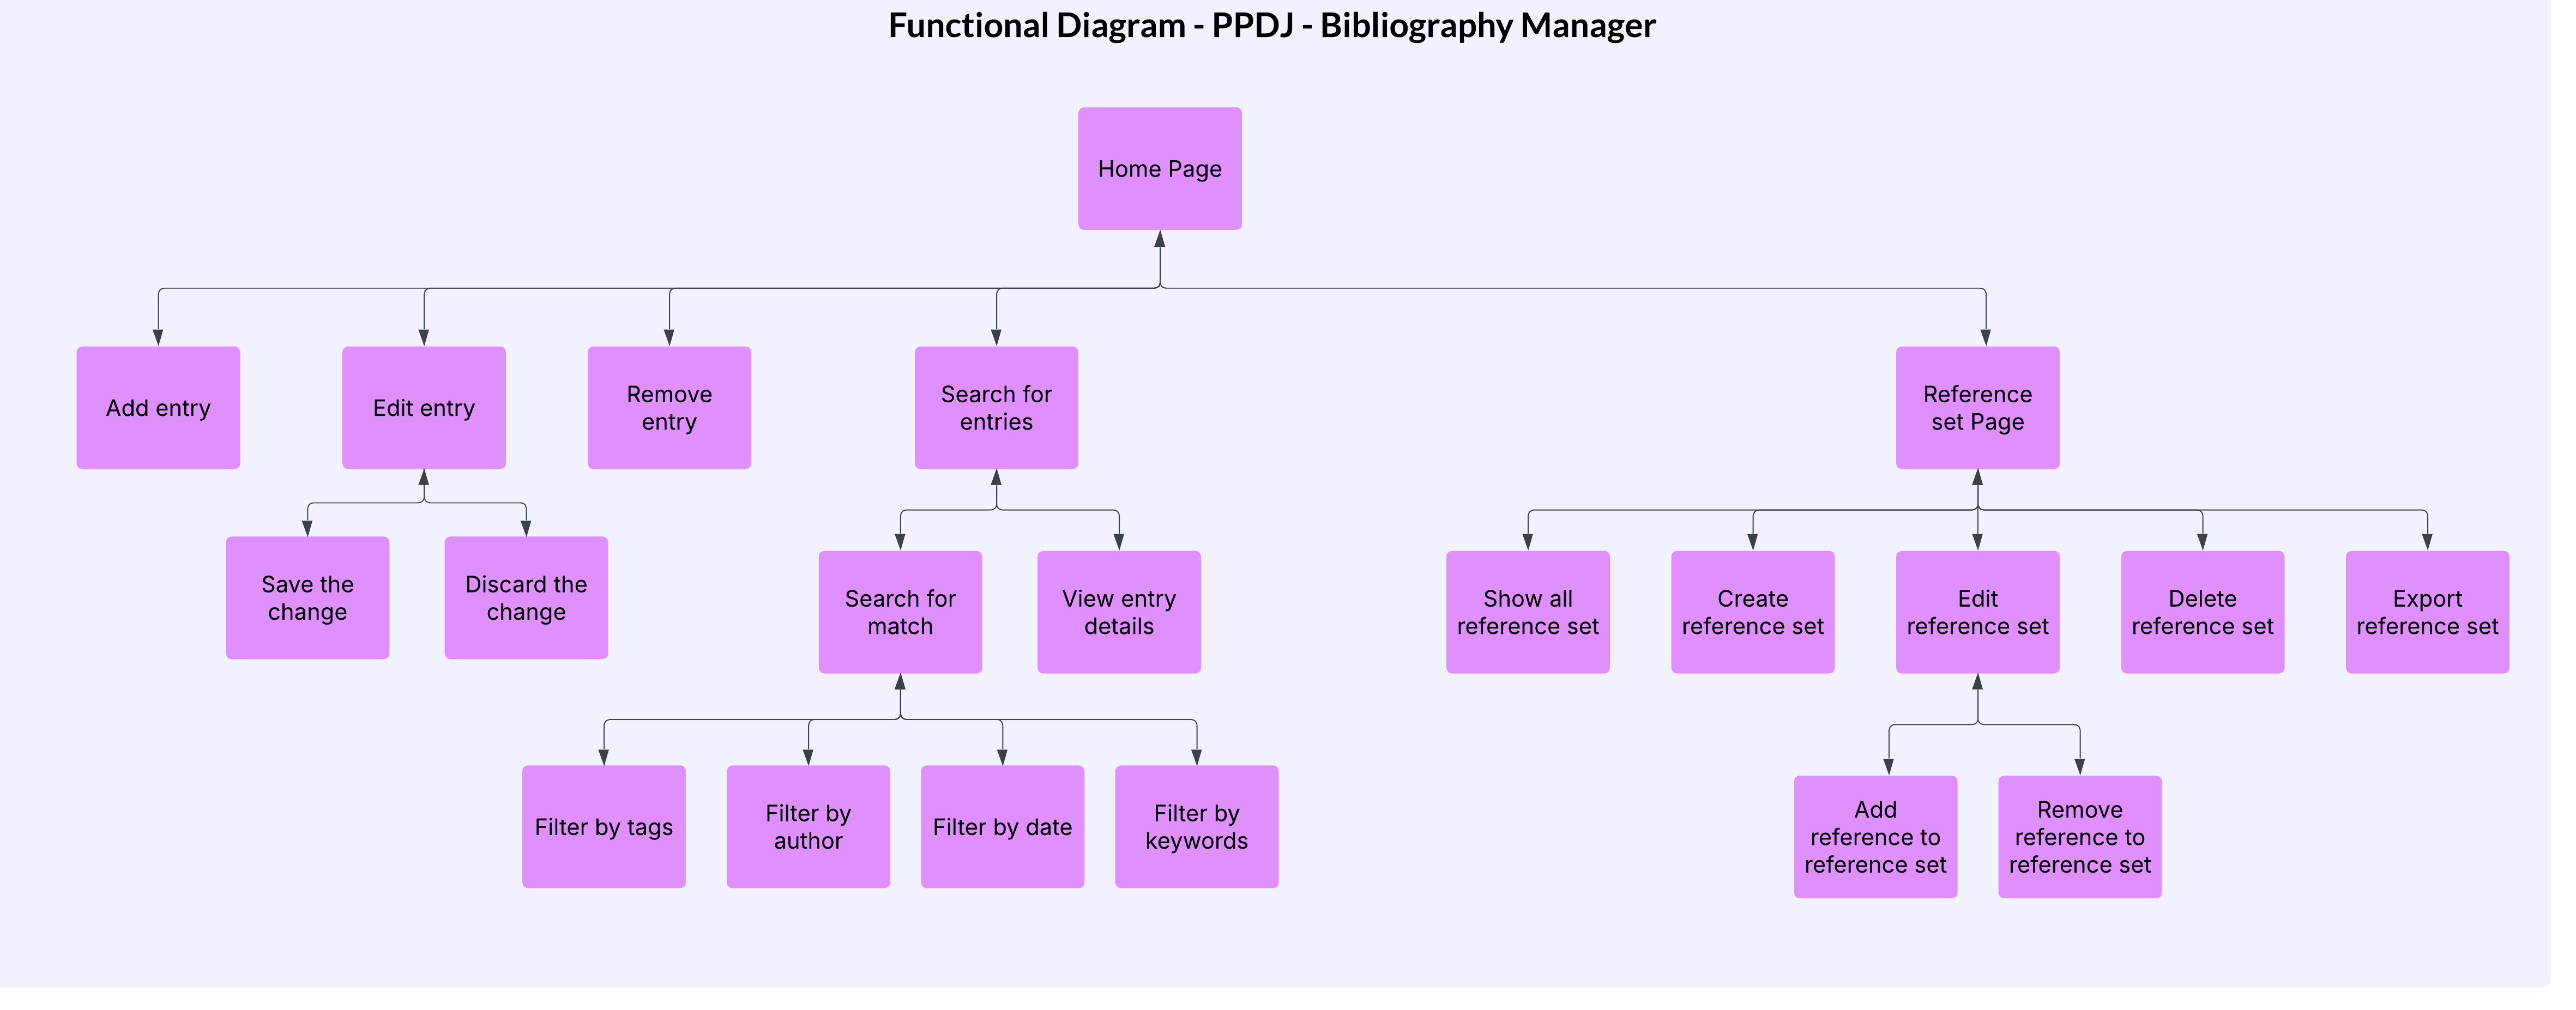 Functional Diagram - PPDJ - Bibliography Manager
Home Page
Add entry
Edit entry
Remove
entry
Search for
entries
Reference
set Page
Save the
change
Discard the
change
Search for
match
View entry
details
Show all
reference set
Create
reference set
Edit
reference set
Delete
reference set
Export
reference set
Filter by tags
Filter by
author
Filter by date
Filter by
keywords
Add
reference to
reference set
Remove
reference to
reference set